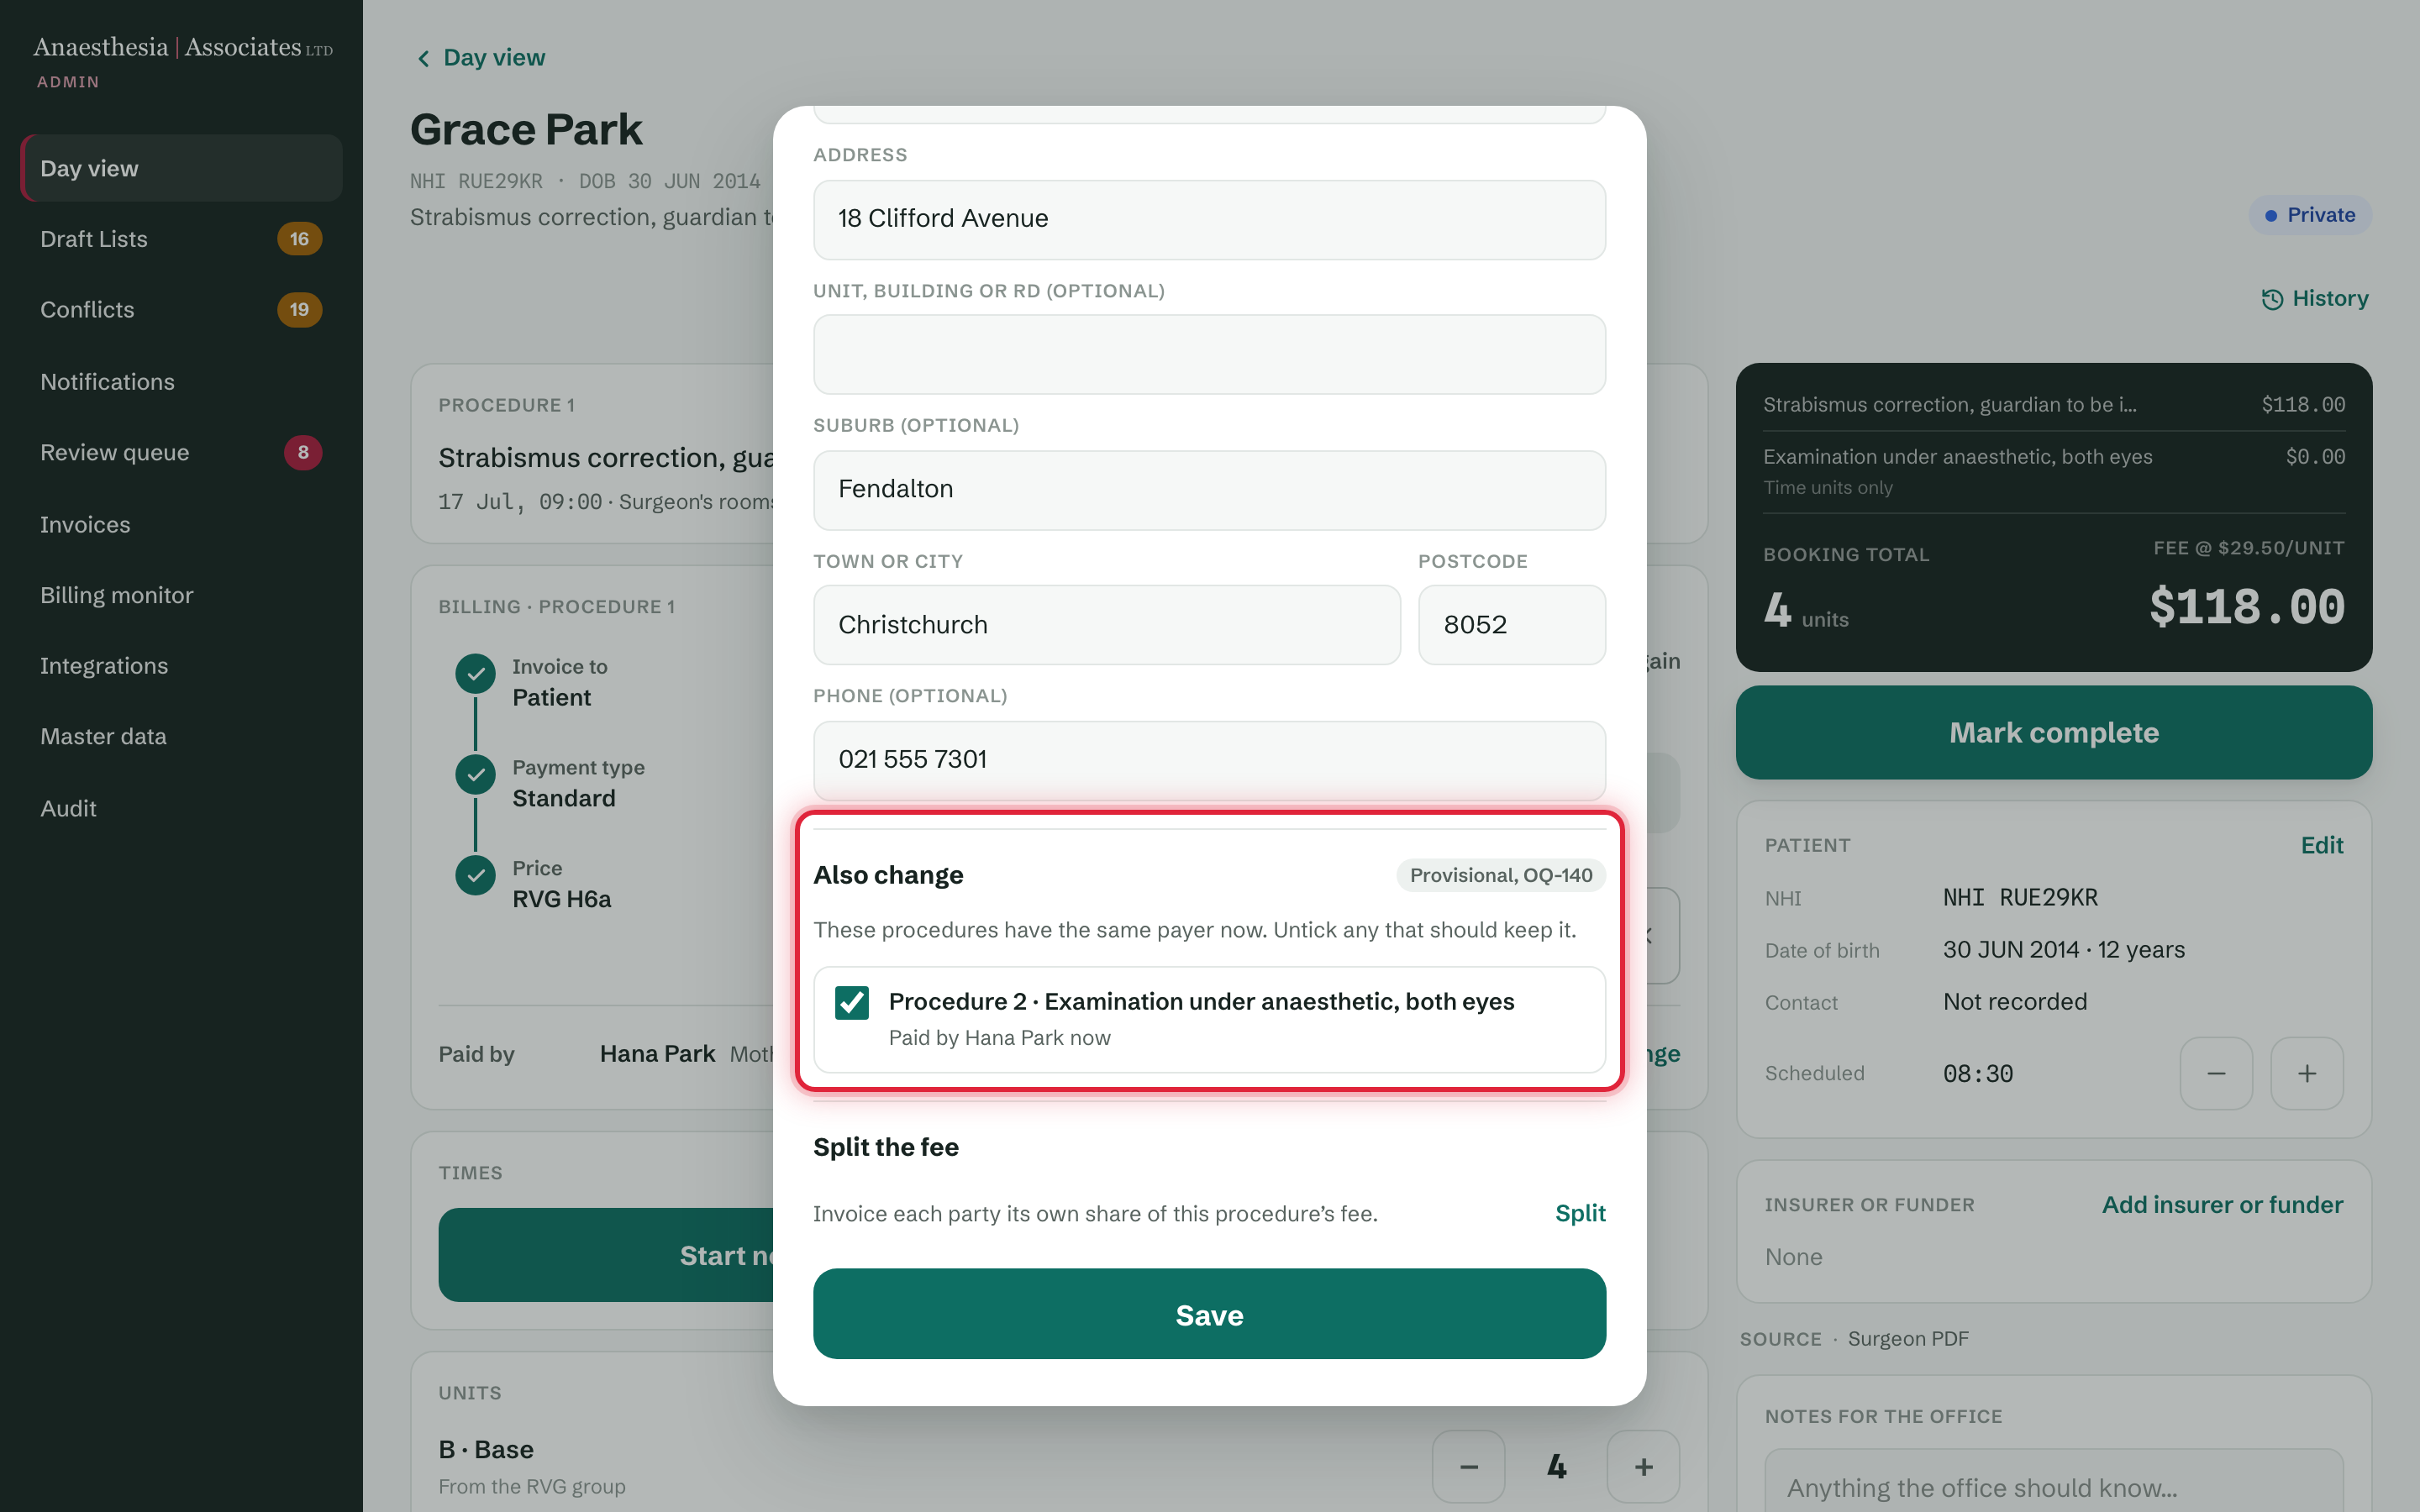 Anaesthesia | Associates LTD
ADMIN
Day view
Draft Lists 16
Conflicts 19
Notifications
Review queue 8
Invoices
Billing monitor
Integrations
Master data
Audit
Day view
Grace Park
NHI RUE29KR · DOB 30 JUN 2014
Strabismus correction, guardian
Private
History
PROCEDURE 1
Strabismus correction,
17 Jul, 09:00 · Surgeon's rooms
BILLING · PROCEDURE 1
Invoice to
Patient
Payment type
Standard
Price
RVG H6a
Paid by Hana Park
TIMES
Start
UNITS
B · Base
From the RVG group
− 4 +
ADDRESS
18 Clifford Avenue
UNIT, BUILDING OR RD (OPTIONAL)
SUBURB (OPTIONAL)
Fendalton
TOWN OR CITY POSTCODE
Christchurch 8052
PHONE (OPTIONAL)
021 555 7301
Also change Provisional, OQ-140
These procedures have the same payer now. Untick any that should keep it.
Procedure 2 · Examination under anaesthetic, both eyes
Paid by Hana Park now
Split the fee
Invoice each party its own share of this procedure’s fee. Split
Save
Strabismus correction, guardian to be i... $118.00
Examination under anaesthetic, both eyes $0.00
Time units only
BOOKING TOTAL FEE @ $29.50/UNIT
4 units $118.00
Mark complete
PATIENT Edit
NHI NHI RUE29KR
Date of birth 30 JUN 2014 · 12 years
Contact Not recorded
Scheduled 08:30 − +
INSURER OR FUNDER Add insurer or funder
None
SOURCE · Surgeon PDF
NOTES FOR THE OFFICE
Anything the office should know...